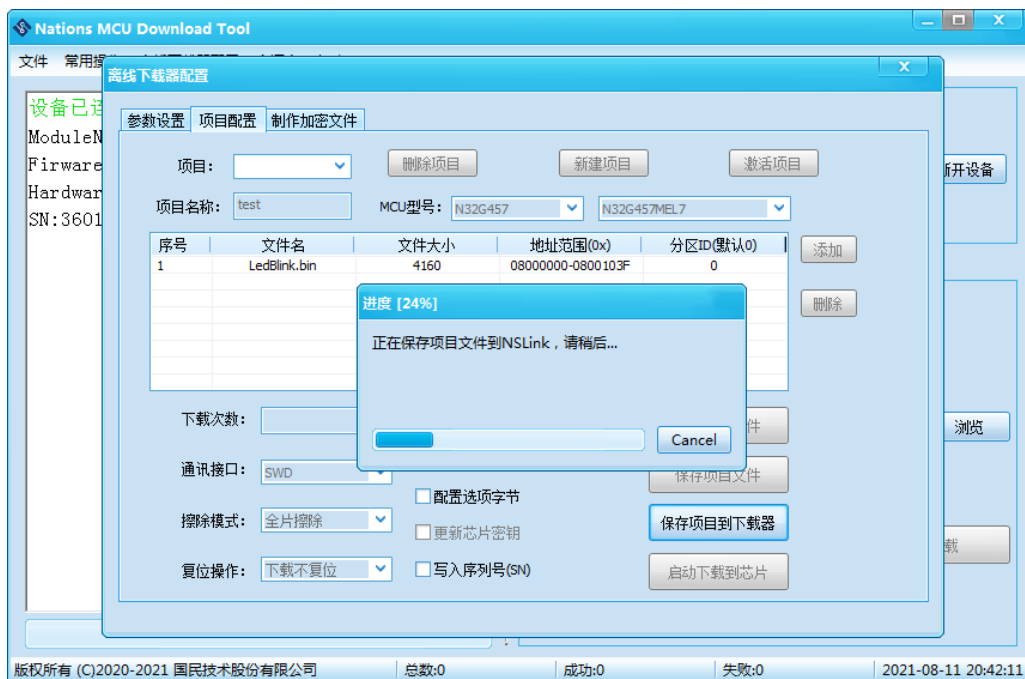 Nations MCU Download Tool
文件 常用操
离线下载器配置
设备已连
ModuleN
Firware
Hardwar
SN:3601
参数设置 项目配置 制作加密文件
项目: 删除项目 新建项目 激活项目
开设备
项目名称: test MCU型号: N32G457 N32G457MEL7
序号 文件名 文件大小 地址范围(0x) 分区ID(默认0) 添加
1 LedBlink.bin 4160 08000000-0800103F 0
删除
进度 [24%]
正在保存项目文件到NSLink，请稍后...
Cancel
下载次数: 件
浏览
通讯接口: SWD 保存项目文件
配置选项字节
擦除模式: 全片擦除 保存项目到下载器
更新芯片密钥
载
复位操作: 下载不复位 写入序列号(SN) 启动下载到芯片
版权所有 (C)2020-2021 国民技术股份有限公司 总数:0 成功:0 失败:0 2021-08-11 20:42:11